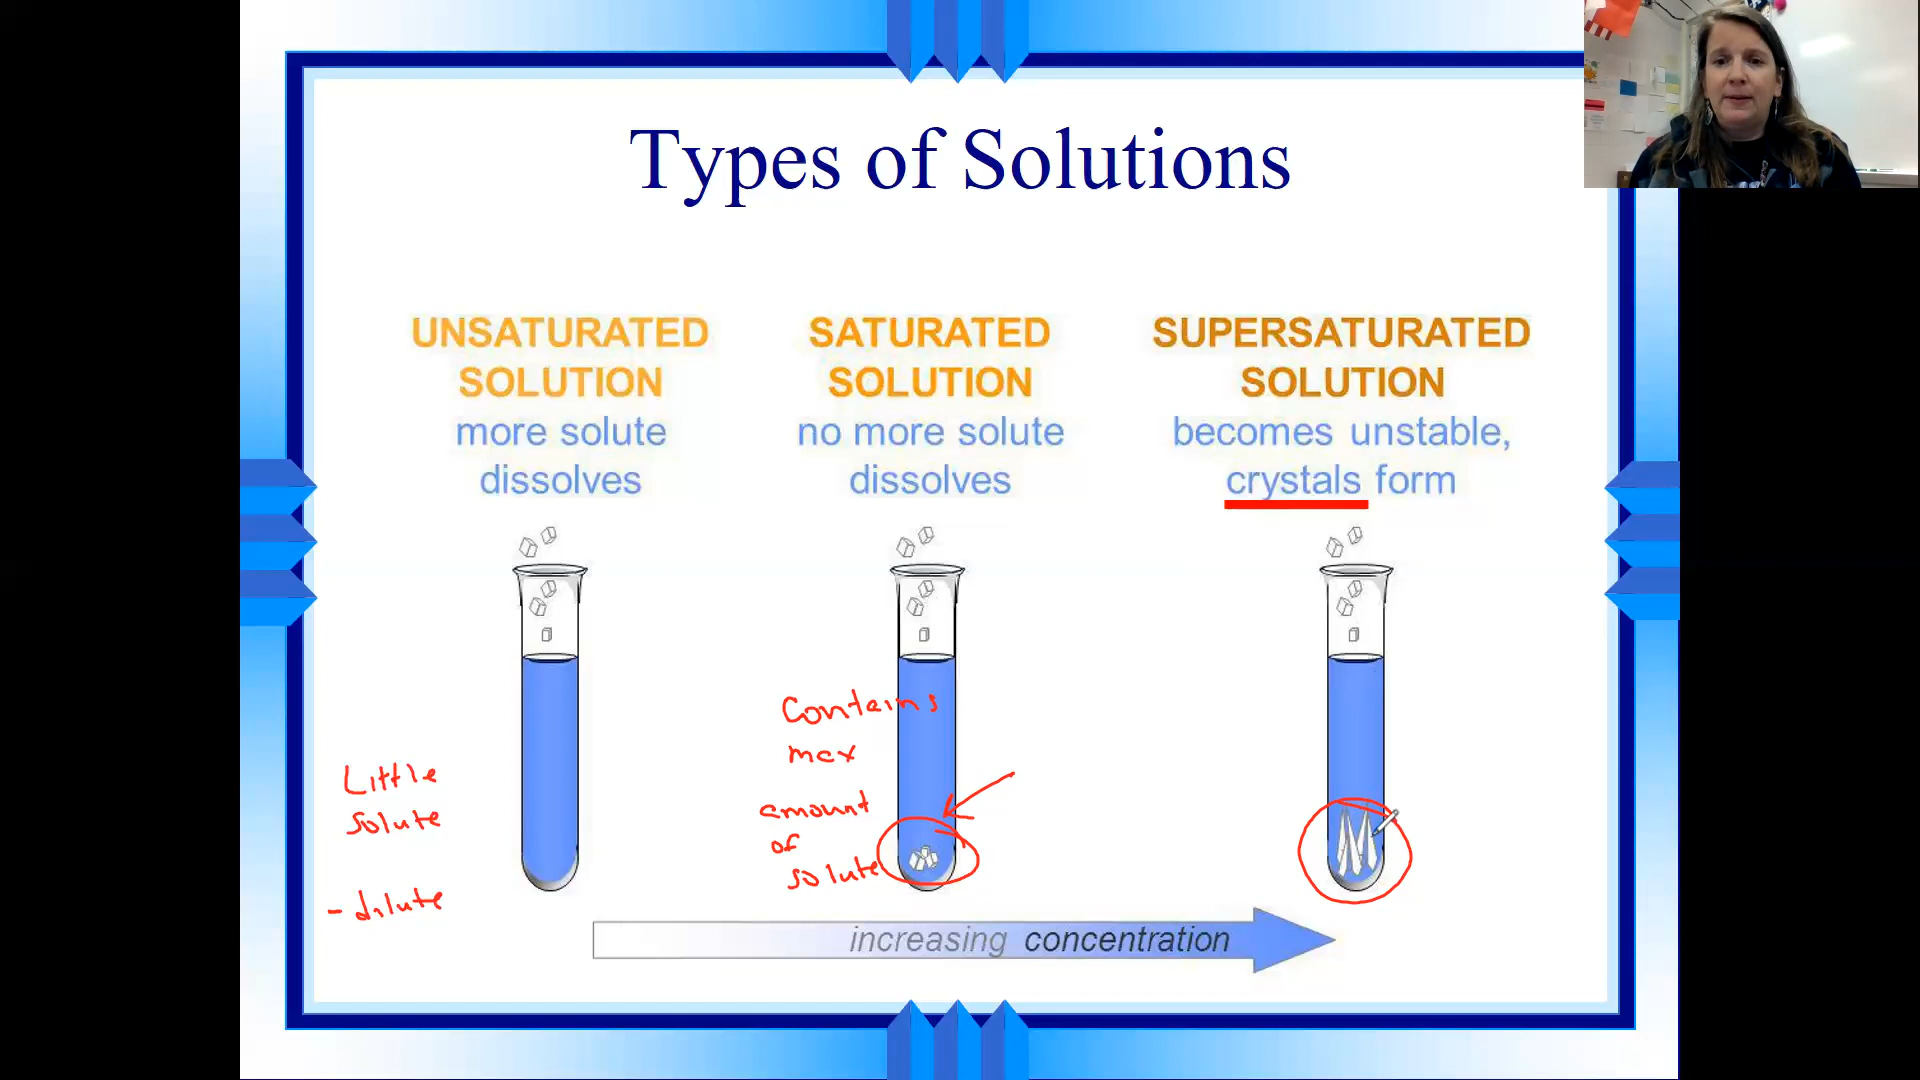 Types of Solutions
UNSATURATED
SOLUTION
more solute
dissolves
SATURATED
SOLUTION
no more solute
dissolves
SUPERSATURATED
SOLUTION
becomes unstable,
crystals form
Little
solute
- dilute
Contains
max
amount
of
solute
increasing concentration